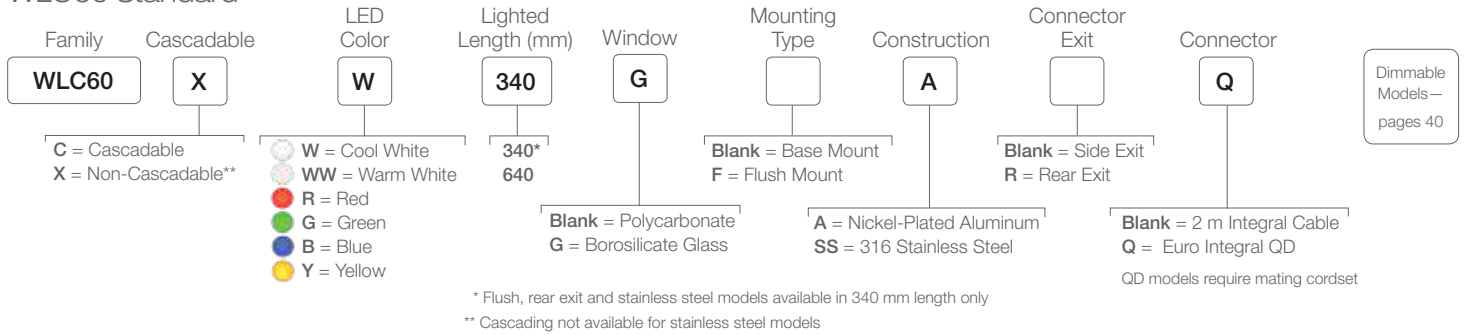 WLC60 Standard
Family
Cascadable
LED
Color
Lighted
Length (mm)
Window
Mounting
Type
Construction
Connector
Exit
Connector
WLC60
X
W
340
G
A
Q
Dimmable
Models—
pages 40
C = Cascadable
X = Non-Cascadable**
W = Cool White
WW = Warm White
R = Red
G = Green
B = Blue
Y = Yellow
340*
640
Blank = Polycarbonate
G = Borosilicate Glass
Blank = Base Mount
F = Flush Mount
A = Nickel-Plated Aluminum
SS = 316 Stainless Steel
Blank = Side Exit
R = Rear Exit
Blank = 2 m Integral Cable
Q = Euro Integral QD
QD models require mating cordset
* Flush, rear exit and stainless steel models available in 340 mm length only
** Cascading not available for stainless steel models